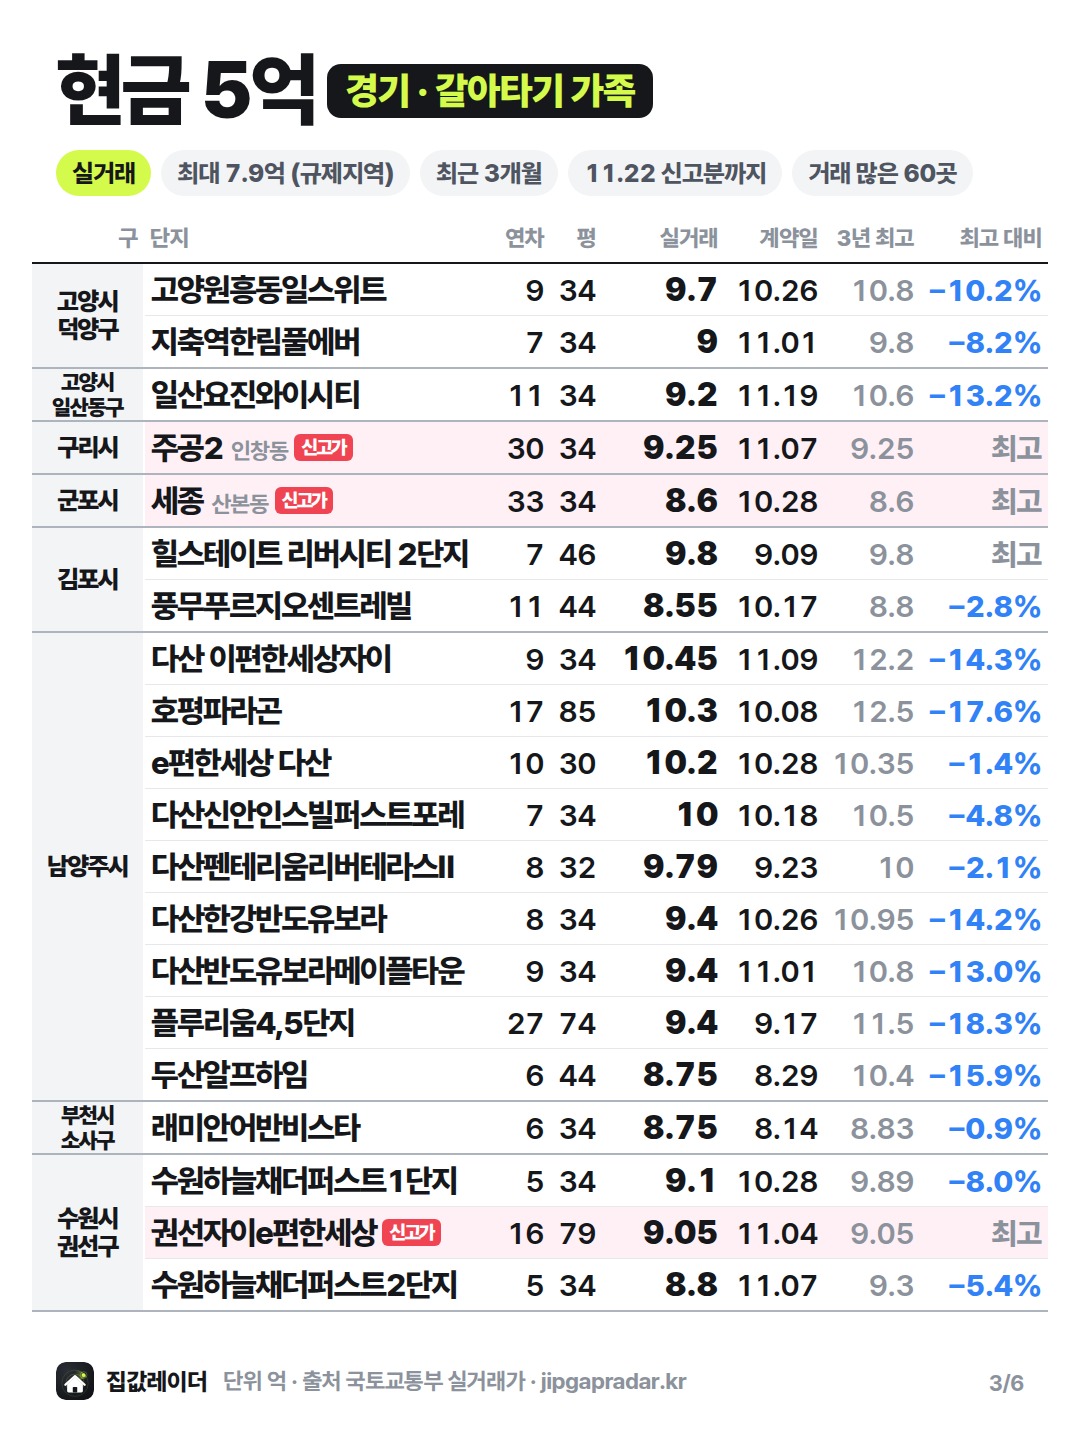 현금 5억 경기 · 갈아타기 가족
실거래 최대 7.9억 (규제지역) 최근 3개월 11.22 신고분까지 거래 많은 60곳
구 단지 연차 평 실거래 계약일 3년 최고 최고 대비
고양시 덕양구
고양원흥동일스위트 9 34 9.7 10.26 10.8 −10.2%
지축역한림풀에버 7 34 9 11.01 9.8 −8.2%
고양시 일산동구
일산요진와이시티 11 34 9.2 11.19 10.6 −13.2%
구리시 주공2 인창동 신고가 30 34 9.25 11.07 9.25 최고
군포시 세종 산본동 신고가 33 34 8.6 10.28 8.6 최고
김포시
힐스테이트 리버시티 2단지 7 46 9.8 9.09 9.8 최고
풍무푸르지오센트레빌 11 44 8.55 10.17 8.8 −2.8%
남양주시
다산 이편한세상자이 9 34 10.45 11.09 12.2 −14.3%
호평파라곤 17 85 10.3 10.08 12.5 −17.6%
e편한세상 다산 10 30 10.2 10.28 10.35 −1.4%
다산신안인스빌퍼스트포레 7 34 10 10.18 10.5 −4.8%
다산펜테리움리버테라스II 8 32 9.79 9.23 10 −2.1%
다산한강반도유보라 8 34 9.4 10.26 10.95 −14.2%
다산반도유보라메이플타운 9 34 9.4 11.01 10.8 −13.0%
플루리움4,5단지 27 74 9.4 9.17 11.5 −18.3%
두산알프하임 6 44 8.75 8.29 10.4 −15.9%
부천시 소사구
래미안어반비스타 6 34 8.75 8.14 8.83 −0.9%
수원시 권선구
수원하늘채더퍼스트1단지 5 34 9.1 10.28 9.89 −8.0%
권선자이e편한세상 신고가 16 79 9.05 11.04 9.05 최고
수원하늘채더퍼스트2단지 5 34 8.8 11.07 9.3 −5.4%
집값레이더 단위 억 · 출처 국토교통부 실거래가 · jipgapradar.kr 3/6